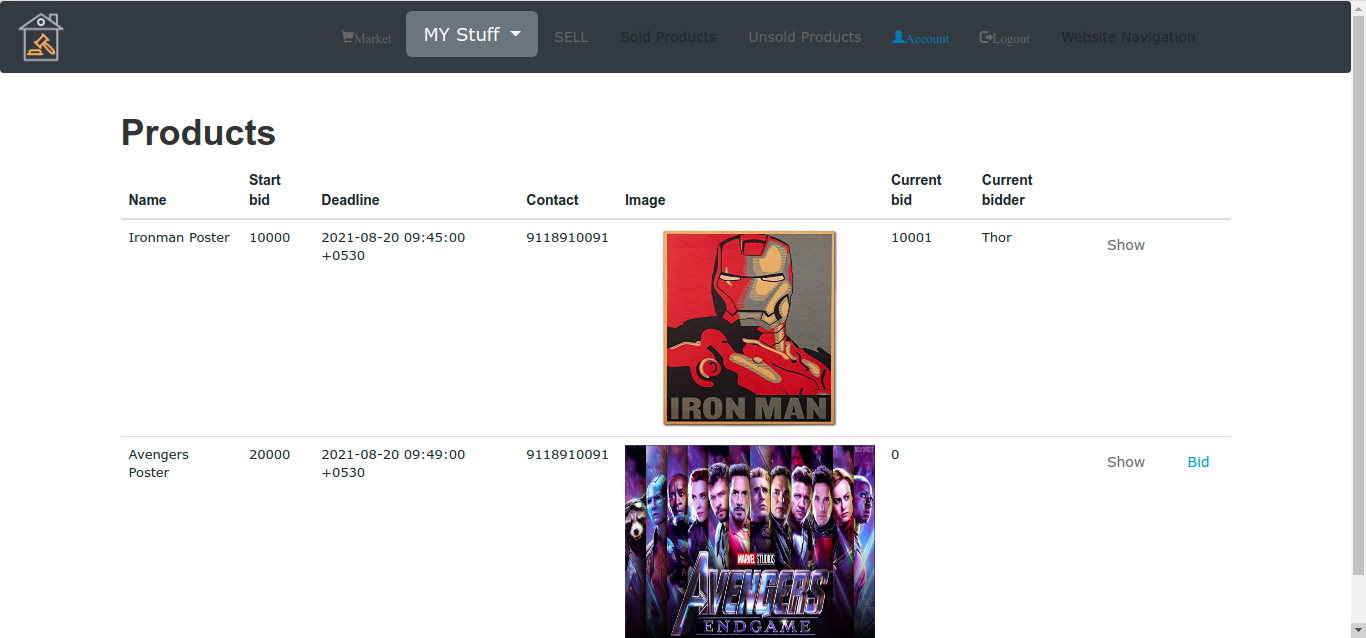 Market MY Stuff SELL Sold Products Unsold Products Account Logout Website Navigation
Products
Name Start bid Deadline Contact Image Current bid Current bidder
Ironman Poster 10000 2021-08-20 09:45:00 +0530 9118910091 10001 Thor Show
IRON MAN
Avengers Poster 20000 2021-08-20 09:49:00 +0530 9118910091 0 Show Bid
MARVEL STUDIOS
AVENGERS
ENDGAME